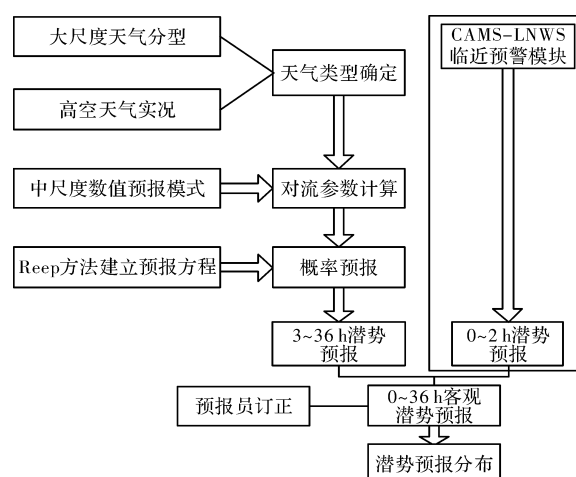 大尺度天气分型
高空天气实况
天气类型确定
CAMS-LNWS
临近预警模块
中尺度数值预报模式
对流参数计算
Reep方法建立预报方程
概率预报
3~36 h潜势
预报
0~2 h潜势
预报
预报员订正
0~36 h客观
潜势预报
潜势预报分布